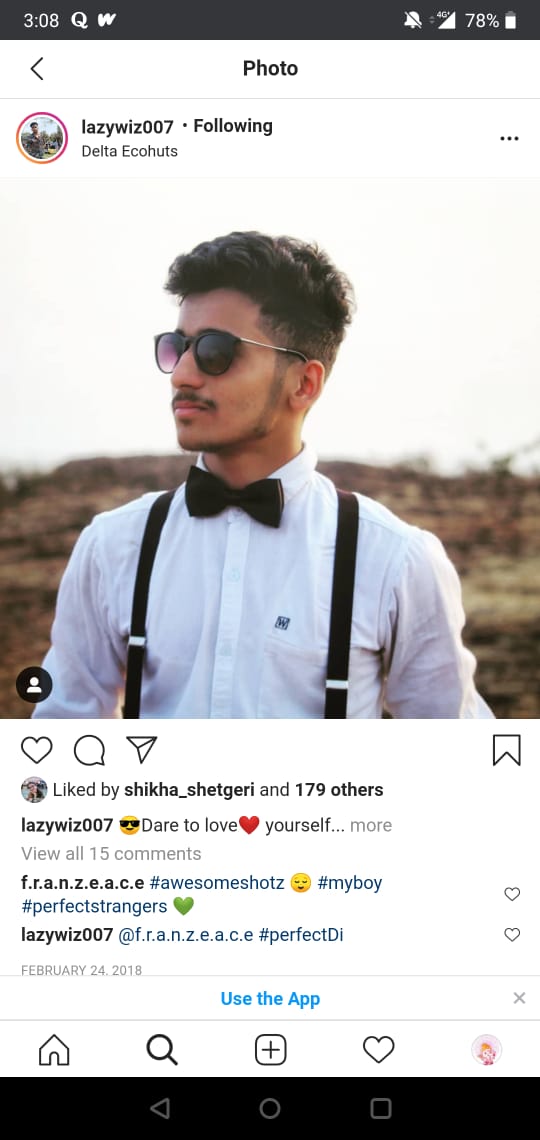 3:08 Q W 4G+ 78%
Photo
lazywiz007 • Following
Delta Ecohuts
W
Liked by shikha_shetgeri and 179 others
lazywiz007 😎Dare to love❤️ yourself... more
View all 15 comments
f.r.a.n.z.e.a.c.e #awesomeshotz 😌 #myboy
#perfectstrangers 💚
lazywiz007 @f.r.a.n.z.e.a.c.e #perfectDi
FEBRUARY 24, 2018
Use the App